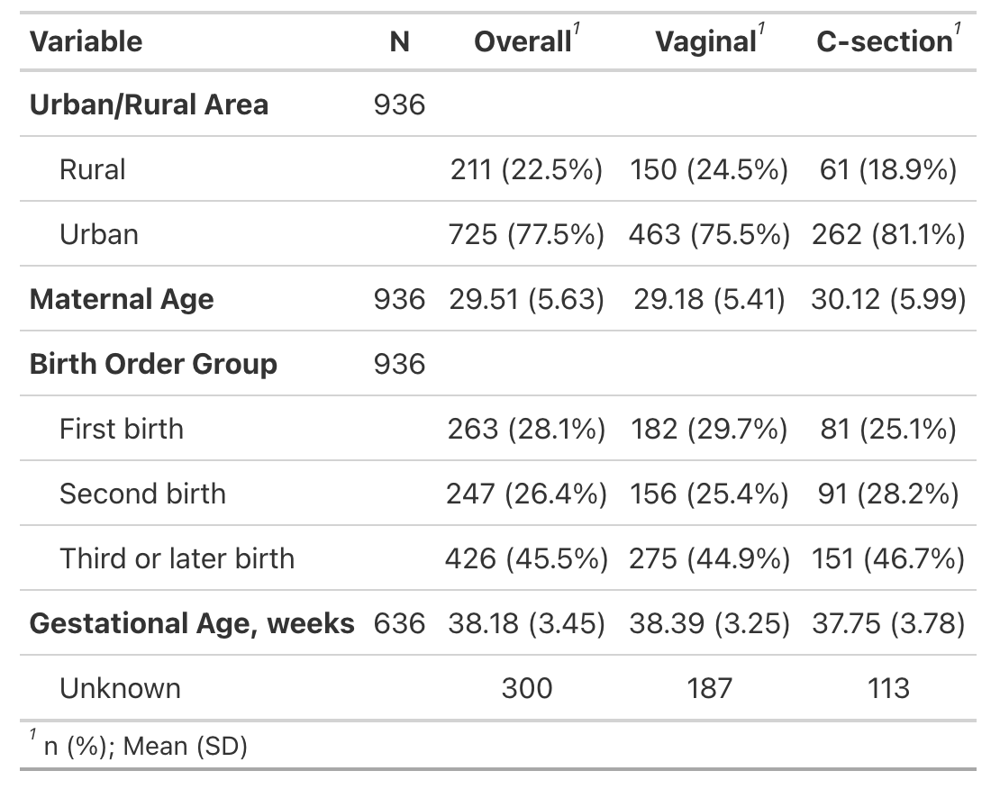 Variable N Overall1 Vaginal1 C-section1
Urban/Rural Area 936
Rural 211 (22.5%) 150 (24.5%) 61 (18.9%)
Urban 725 (77.5%) 463 (75.5%) 262 (81.1%)
Maternal Age 936 29.51 (5.63) 29.18 (5.41) 30.12 (5.99)
Birth Order Group 936
First birth 263 (28.1%) 182 (29.7%) 81 (25.1%)
Second birth 247 (26.4%) 156 (25.4%) 91 (28.2%)
Third or later birth 426 (45.5%) 275 (44.9%) 151 (46.7%)
Gestational Age, weeks 636 38.18 (3.45) 38.39 (3.25) 37.75 (3.78)
Unknown 300 187 113
1 n (%); Mean (SD)